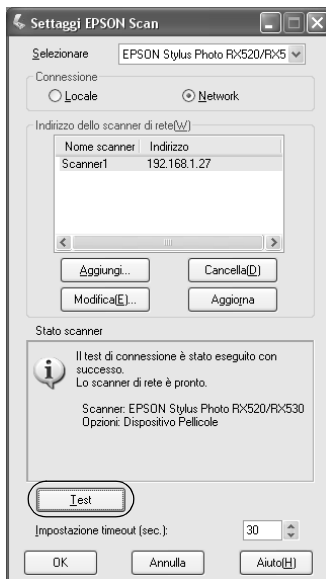 Settaggi EPSON Scan
Selezionare EPSON Stylus Photo RX520/RX5
Connessione
Locale Network
Indirizzo dello scanner di rete(W)
Nome scanner Indirizzo
Scanner1 192.168.1.27
Aggiungi... Cancella(D)
Modifica(E)... Aggiorna
Stato scanner
Il test di connessione è stato eseguito con
successo.
Lo scanner di rete è pronto.
Scanner: EPSON Stylus Photo RX520/RX530
Opzioni: Dispositivo Pellicole
Test
Impostazione timeout (sec.): 30
OK Annulla Aiuto(H)